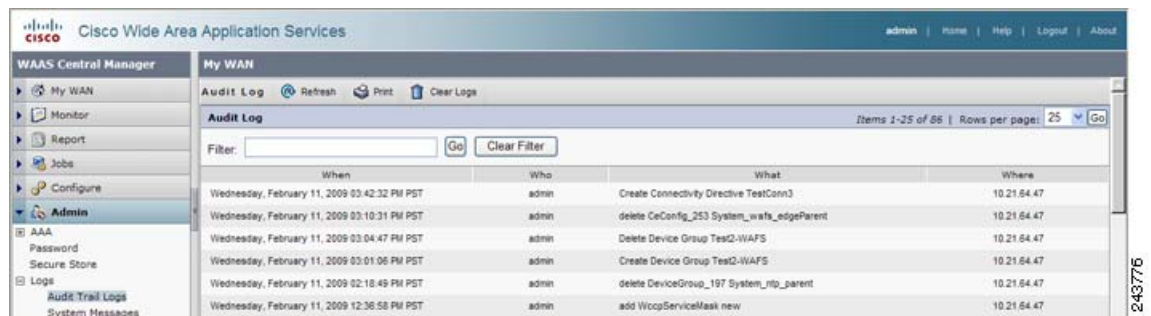 CISCO Cisco Wide Area Application Services admin | Home | Help | Logout | About
WAAS Central Manager
My WAN
Monitor
Report
Jobs
Configure
Admin
AAA
Password
Secure Store
Logs
Audit Trail Logs
System Messages
My WAN
Audit Log Refresh Print Clear Logs
Audit Log Items 1-25 of 86 | Rows per page: 25 Go
Filter: Go Clear Filter
When Who What Where
Wednesday, February 11, 2009 03:42:32 PM PST admin Create Connectivity Directive TestConn3 10.21.64.47
Wednesday, February 11, 2009 03:10:31 PM PST admin delete CeConfig_253 System_wafs_edgeParent 10.21.64.47
Wednesday, February 11, 2009 03:04:47 PM PST admin Delete Device Group Test2-WAFS 10.21.64.47
Wednesday, February 11, 2009 03:01:06 PM PST admin Create Device Group Test2-WAFS 10.21.64.47
Wednesday, February 11, 2009 02:18:49 PM PST admin delete DeviceGroup_197 System_ntp_parent 10.21.64.47
Wednesday, February 11, 2009 12:36:58 PM PST admin add WccpServiceMask new 10.21.64.47
243776